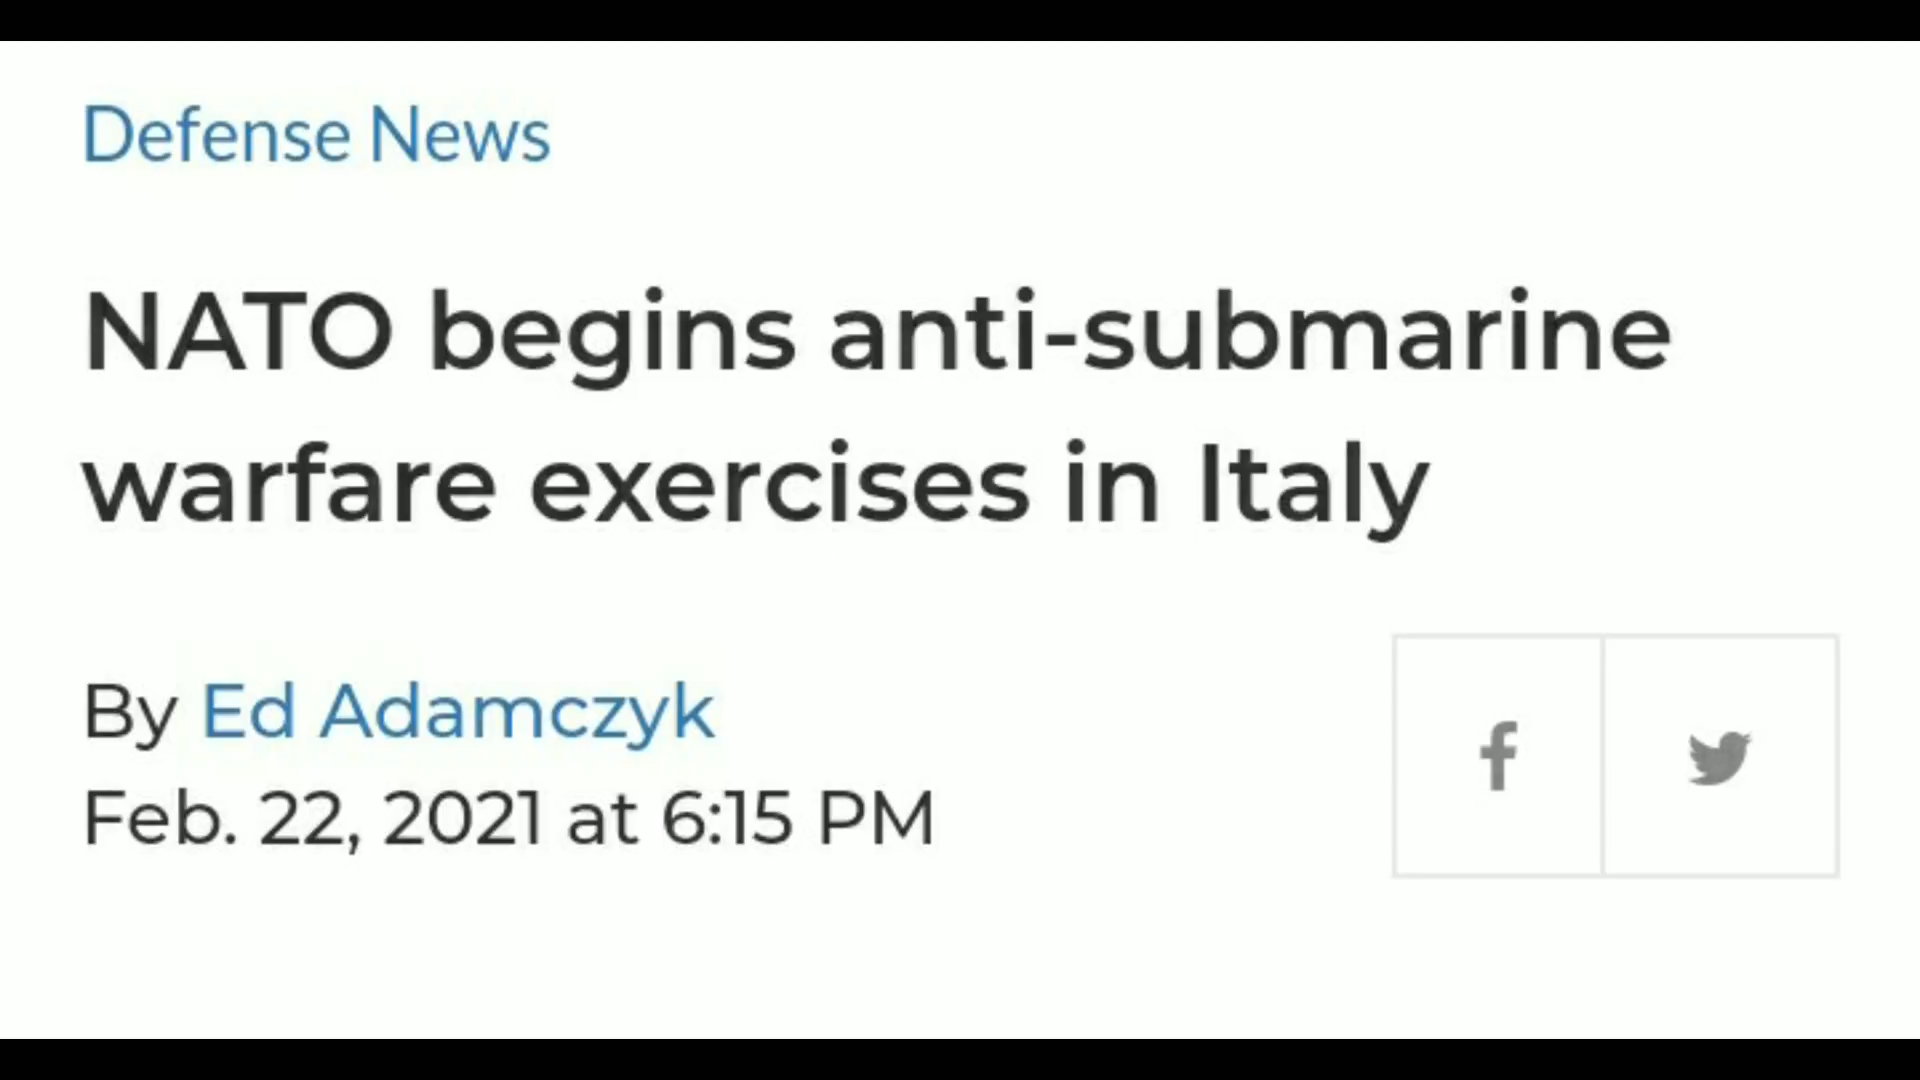 Defense News
NATO begins anti-submarine
warfare exercises in Italy
By Ed Adamczyk
Feb. 22, 2021 at 6:15 PM